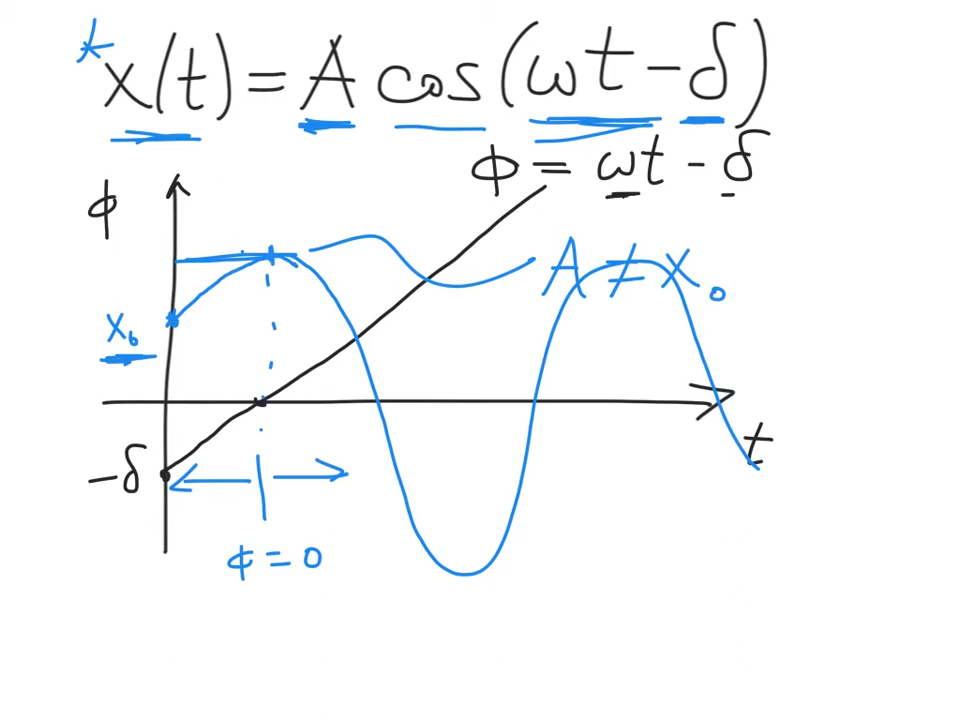 * x(t) = A cos(ωt - δ)
ϕ = ωt - δ
ϕ
A ≠ x₀
x₀
t
-δ
ϕ = 0